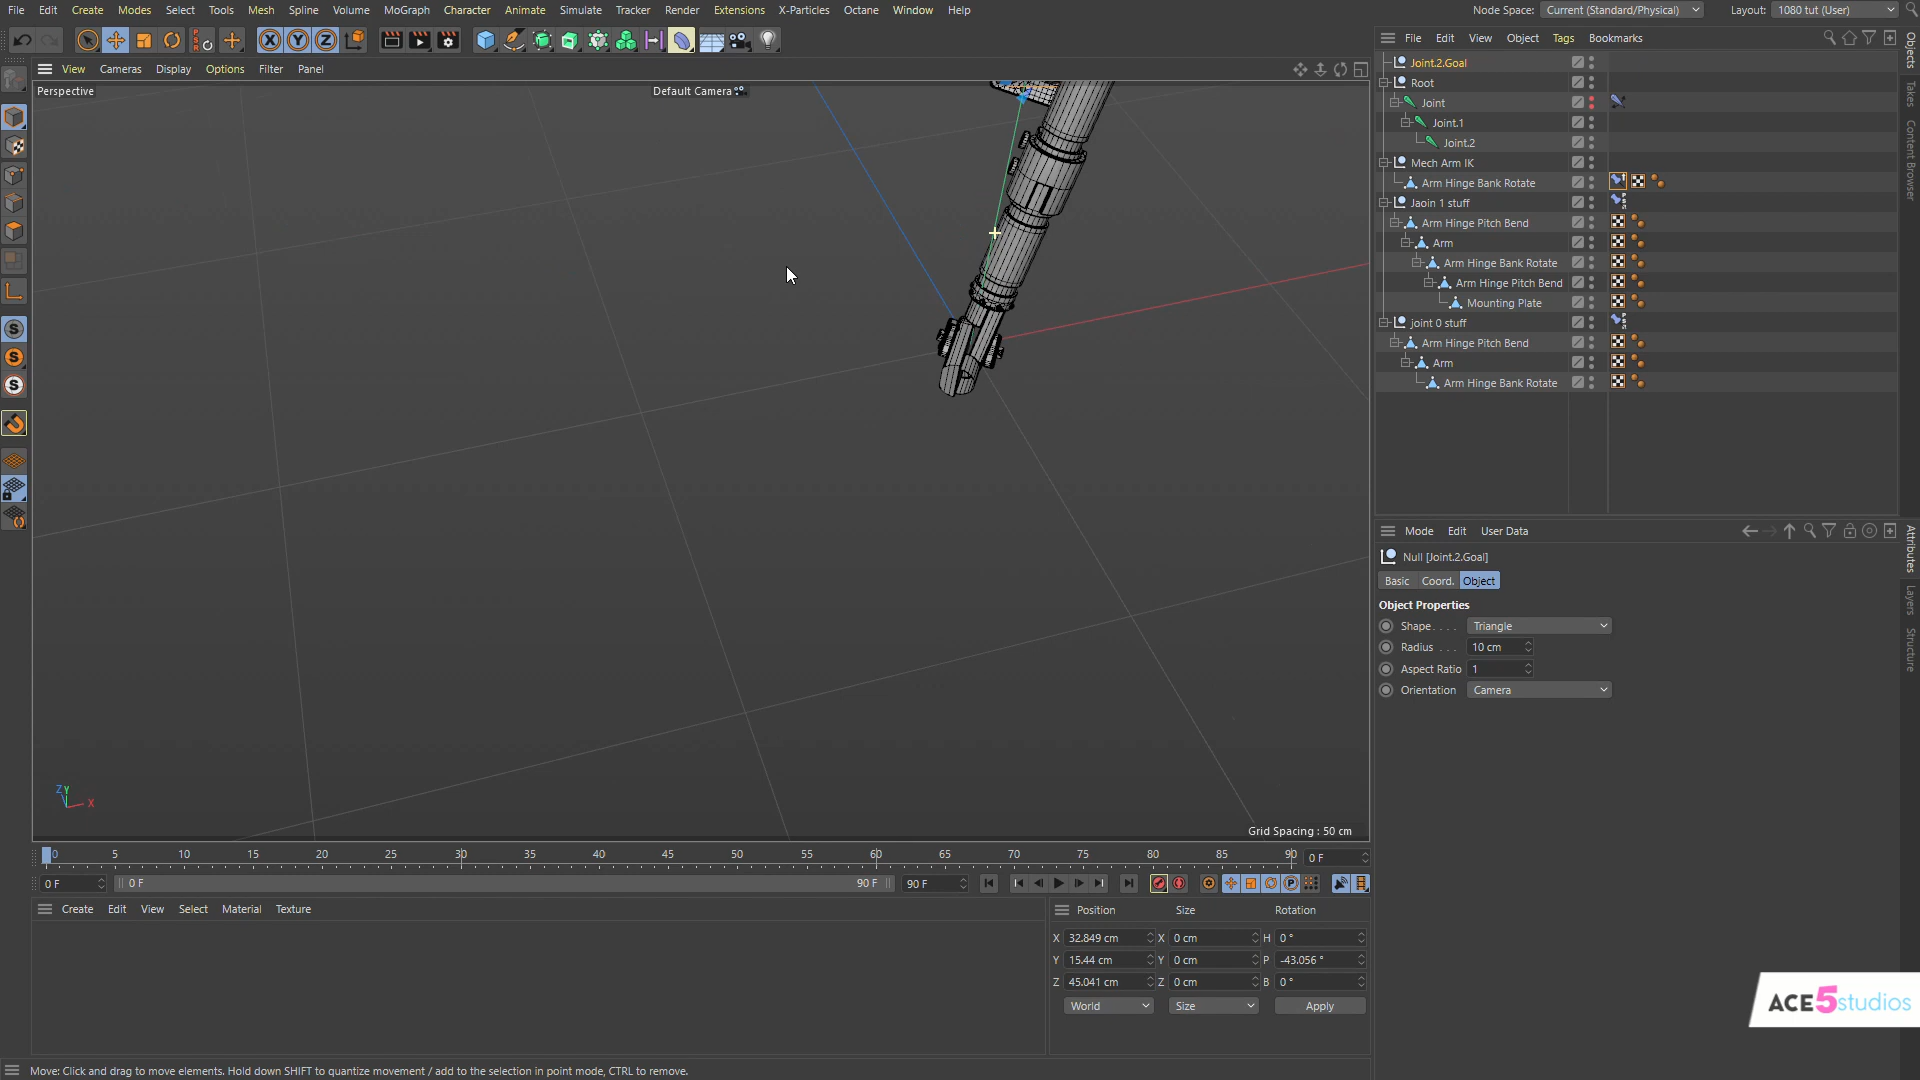 File Edit Create Modes Select Tools Mesh Spline Volume MoGraph Character Animate Simulate Tracker Render Extensions X-Particles Octane Window Help
Node Space: Current (Standard/Physical) Layout: 1080 tut (User)
File Edit View Object Tags Bookmarks
View Cameras Display Options Filter Panel
Perspective
Default Camera
Joint.2.Goal
Root
Joint
Joint.1
Joint.2
Mech Arm IK
Arm Hinge Bank Rotate
Jaoin 1 stuff
Arm Hinge Pitch Bend
Arm
Arm Hinge Bank Rotate
Arm Hinge Pitch Bend
Mounting Plate
joint 0 stuff
Arm Hinge Pitch Bend
Arm
Arm Hinge Bank Rotate
Objects
Takes
Content Browser
Mode Edit User Data
Null [Joint.2.Goal]
Basic Coord. Object
Object Properties
Shape.... Triangle
Radius ... 10 cm
Aspect Ratio 1
Orientation Camera
Attributes
Layers
Structure
Z Y X
Grid Spacing : 50 cm
0 5 10 15 20 25 30 35 40 45 50 55 60 65 70 75 80 85 90 0 F
0 F 0 F 90 F 90 F
Create Edit View Select Material Texture
Position Size Rotation
X 32.849 cm X 0 cm H 0 °
Y 15.44 cm Y 0 cm P -43.056 °
Z 45.041 cm Z 0 cm B 0 °
World Size Apply
ACE5studios
Move: Click and drag to move elements. Hold down SHIFT to quantize movement / add to the selection in point mode, CTRL to remove.